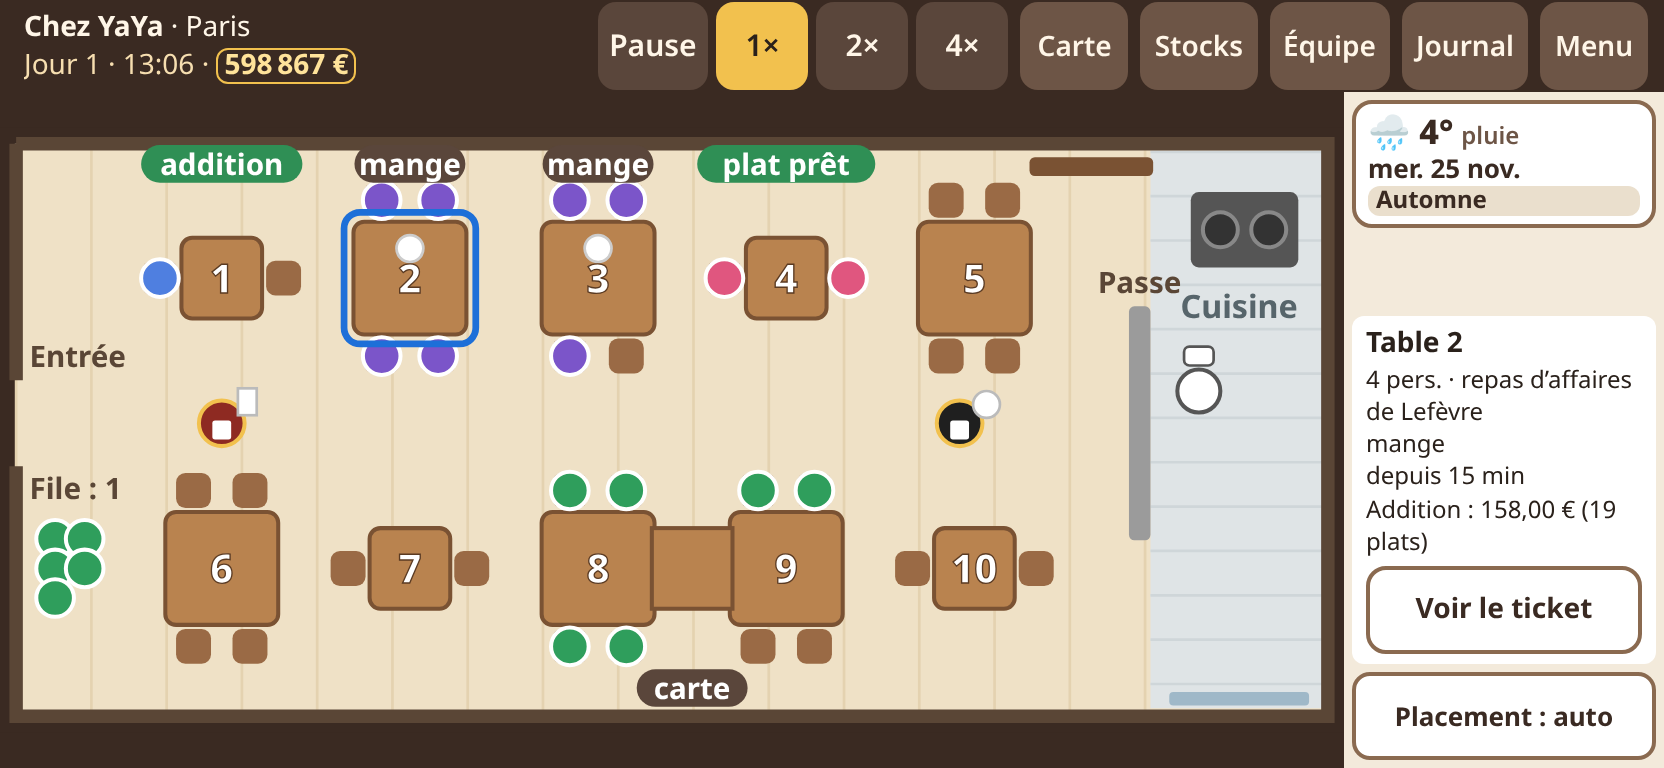 Chez YaYa · Paris
Jour 1 · 13:06 · 598 867 €
Pause
1×
2×
4×
Carte
Stocks
Équipe
Journal
Menu
addition
mange
mange
plat prêt
1
2
3
4
5
Passe
Cuisine
Entrée
File : 1
6
7
8
9
10
carte
4° pluie
mer. 25 nov.
Automne
Table 2
4 pers. · repas d’affaires
de Lefèvre
mange
depuis 15 min
Addition : 158,00 € (19
plats)
Voir le ticket
Placement : auto